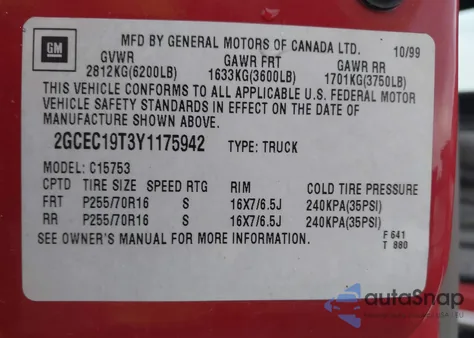 GM
MFD BY GENERAL MOTORS OF CANADA LTD. 10/99
GVWR GAWR FRT GAWR RR
2812KG(6200LB) 1633KG(3600LB) 1701KG(3750LB)
THIS VEHICLE CONFORMS TO ALL APPLICABLE U.S. FEDERAL MOTOR
VEHICLE SAFETY STANDARDS IN EFFECT ON THE DATE OF
MANUFACTURE SHOWN ABOVE.
2GCEC19T3Y1175942 TYPE: TRUCK
MODEL: C15753
CPTD TIRE SIZE SPEED RTG RIM COLD TIRE PRESSURE
FRT P255/70R16 S 16X7/6.5J 240KPA(35PSI)
RR P255/70R16 S 16X7/6.5J 240KPA(35PSI)
SEE OWNER'S MANUAL FOR MORE INFORMATION. F 641
T 880
autoSnap